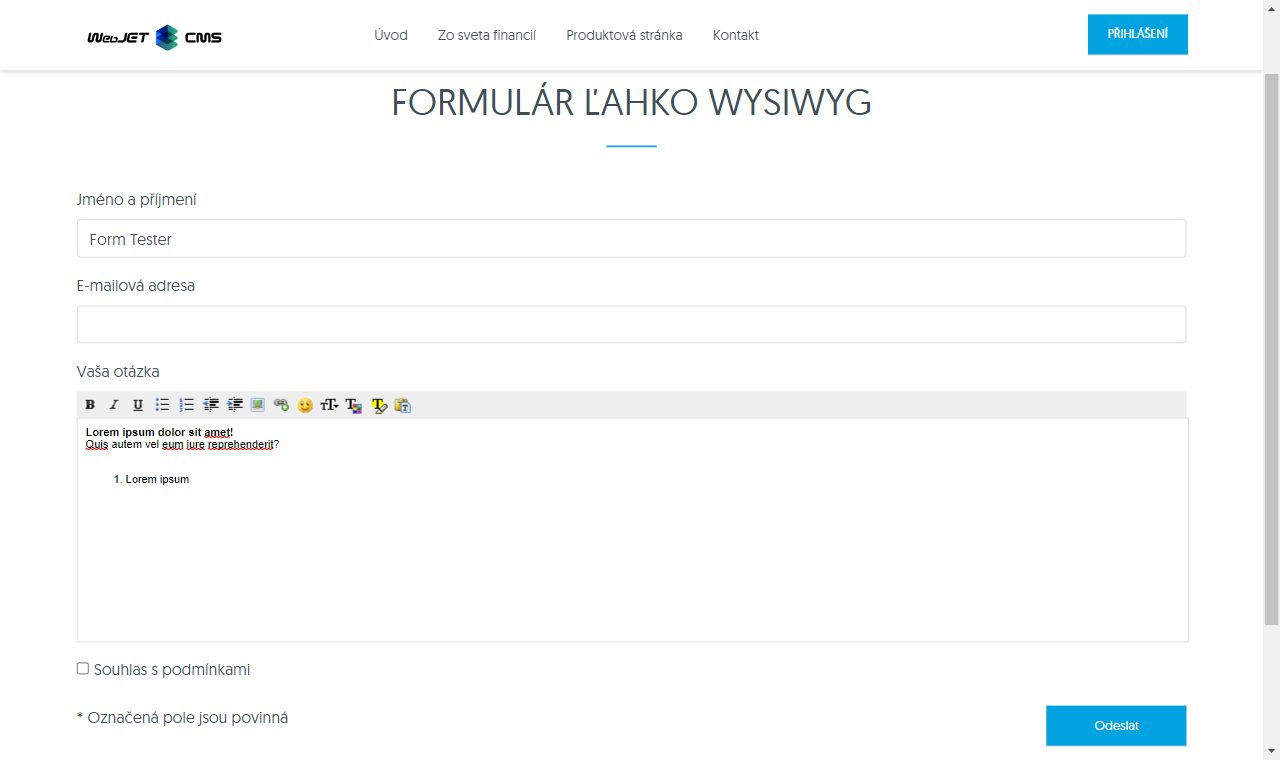 WebJET CMS
Úvod Zo sveta financií Produktová stránka Kontakt
PŘIHLÁŠENÍ
FORMULÁR ĽAHKO WYSIWYG
Jméno a příjmení
Form Tester
E-mailová adresa
Vaša otázka
Lorem ipsum dolor sit amet!
Quis autem vel eum iure reprehenderit?
1. Lorem ipsum
Souhlas s podmínkami
* Označená pole jsou povinná
Odeslat